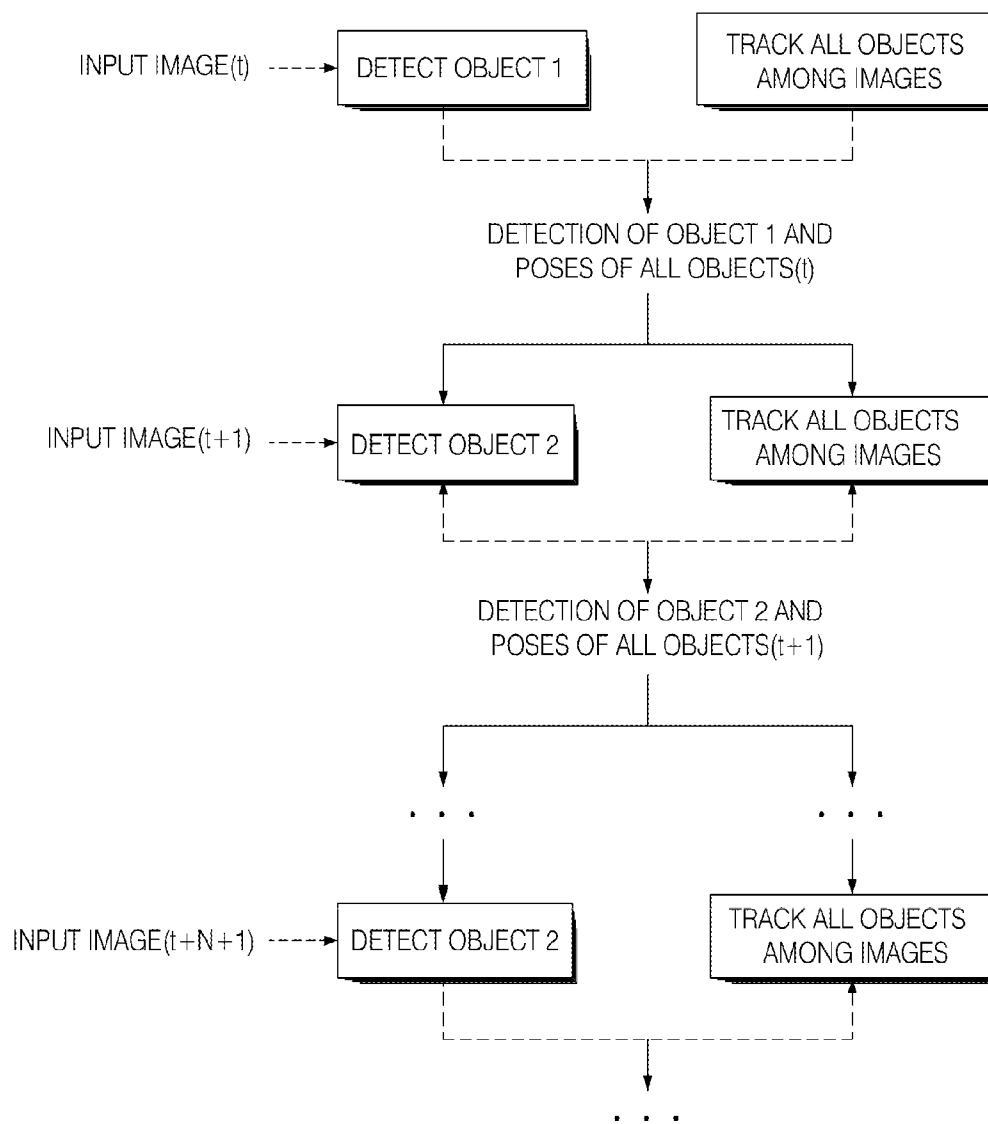 INPUT IMAGE(t)
DETECT OBJECT 1
TRACK ALL OBJECTS
AMONG IMAGES
DETECTION OF OBJECT 1 AND
POSES OF ALL OBJECTS(t)
INPUT IMAGE(t+1)
DETECT OBJECT 2
TRACK ALL OBJECTS
AMONG IMAGES
DETECTION OF OBJECT 2 AND
POSES OF ALL OBJECTS(t+1)
. . .
. . .
INPUT IMAGE(t+N+1)
DETECT OBJECT 2
TRACK ALL OBJECTS
AMONG IMAGES
. . .